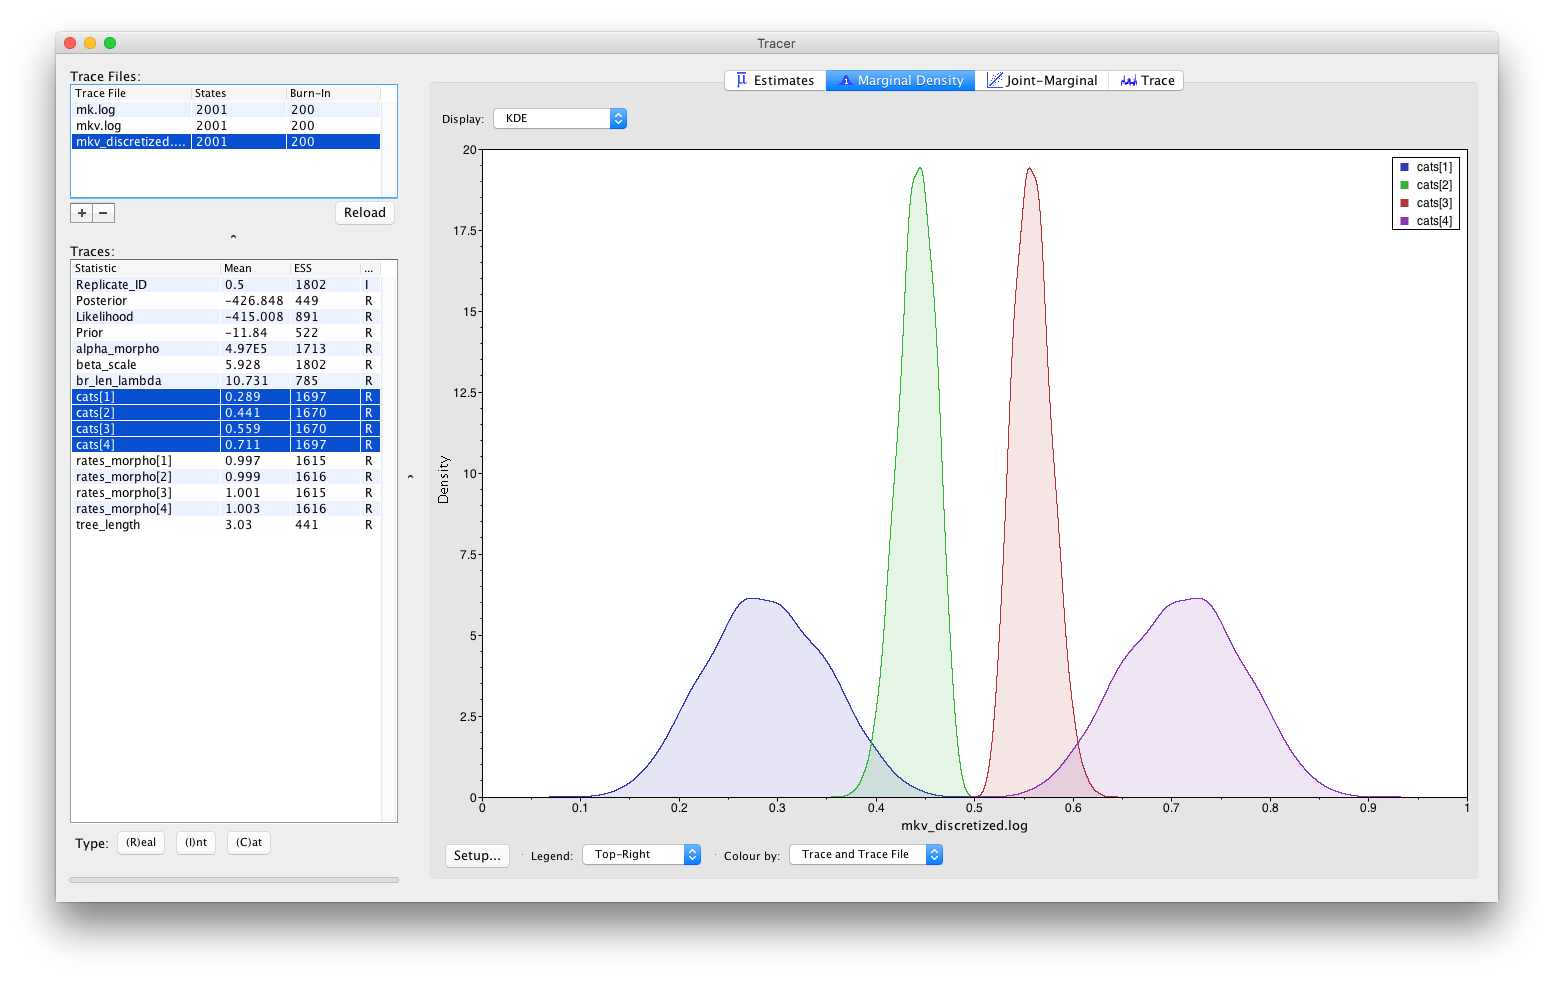 Tracer
Trace Files:
Trace File States Burn-In
mk.log 2001 200
mkv.log 2001 200
mkv_discretized.... 2001 200
+ −
Reload
Traces:
Statistic Mean ESS ...
Replicate_ID 0.5 1802 I
Posterior −426.848 449 R
Likelihood −415.008 891 R
Prior −11.84 522 R
alpha_morpho 4.97E5 1713 R
beta_scale 5.928 1802 R
br_len_lambda 10.731 785 R
cats[1] 0.289 1697 R
cats[2] 0.441 1670 R
cats[3] 0.559 1670 R
cats[4] 0.711 1697 R
rates_morpho[1] 0.997 1615 R
rates_morpho[2] 0.999 1616 R
rates_morpho[3] 1.001 1615 R
rates_morpho[4] 1.003 1616 R
tree_length 3.03 441 R
Type: (R)eal (I)nt (C)at
Estimates Marginal Density Joint-Marginal Trace
Display: KDE
20
17.5
15
12.5
10
7.5
5
2.5
0
Density
cats[1]
cats[2]
cats[3]
cats[4]
0 0.1 0.2 0.3 0.4 0.5 0.6 0.7 0.8 0.9 1
mkv_discretized.log
Setup... Legend: Top-Right Colour by: Trace and Trace File